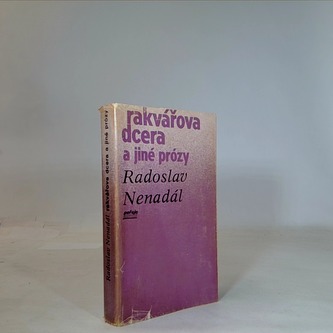 rakvářova
dcera
a jiné prózy
Radoslav
Nenadál
Radoslav Nenadál rakvářova dcera a jiné prózy